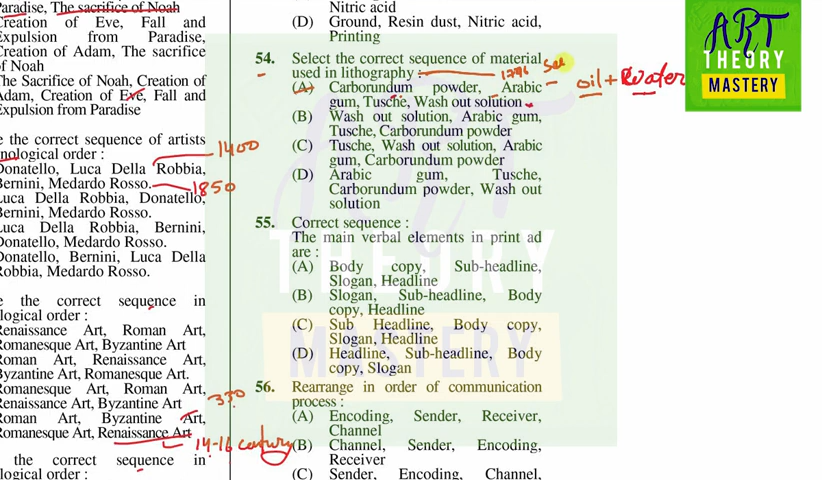 Paradise, The sacrifice of Noah
Creation of Eve, Fall and
Expulsion from Paradise,
Creation of Adam, The sacrifice
of Noah
The Sacrifice of Noah, Creation of
Adam, Creation of Eve, Fall and
Expulsion from Paradise
e the correct sequence of artists
nological order :
Donatello, Luca Della Robbia,
Bernini, Medardo Rosso.
1400
1850
Luca Della Robbia, Donatello,
Bernini, Medardo Rosso.
Luca Della Robbia, Bernini,
Donatello, Medardo Rosso.
Donatello, Bernini, Luca Della
Robbia, Medardo Rosso.
e the correct sequence in
logical order :
Renaissance Art, Roman Art,
Romanesque Art, Byzantine Art
Roman Art, Renaissance Art,
Byzantine Art, Romanesque Art.
Romanesque Art, Roman Art,
Renaissance Art, Byzantine Art
330
Roman Art, Byzantine Art,
Romanesque Art, Renaissance Art
14-16 century
the correct sequence in
logical order :
Nitric acid
(D) Ground, Resin dust, Nitric acid,
Printing
54. Select the correct sequence of material
used in lithography :
1796
(A) Carborundum powder, Arabic
gum, Tusche, Wash out solution
oil + Water
(B) Wash out solution, Arabic gum,
Tusche, Carborundum powder
(C) Tusche, Wash out solution, Arabic
gum, Carborundum powder
(D) Arabic gum, Tusche,
Carborundum powder, Wash out
solution
55. Correct sequence :
The main verbal elements in print ad
are :
(A) Body copy, Sub-headline,
Slogan, Headline
(B) Slogan, Sub-headline, Body
copy, Headline
(C) Sub Headline, Body copy,
Slogan, Headline
(D) Headline, Sub-headline, Body
copy, Slogan
56. Rearrange in order of communication
process :
(A) Encoding, Sender, Receiver,
Channel
(B) Channel, Sender, Encoding,
Receiver
(C) Sender, Encoding, Channel,
ART
THEORY
MASTERY
ART
THEORY
MASTERY